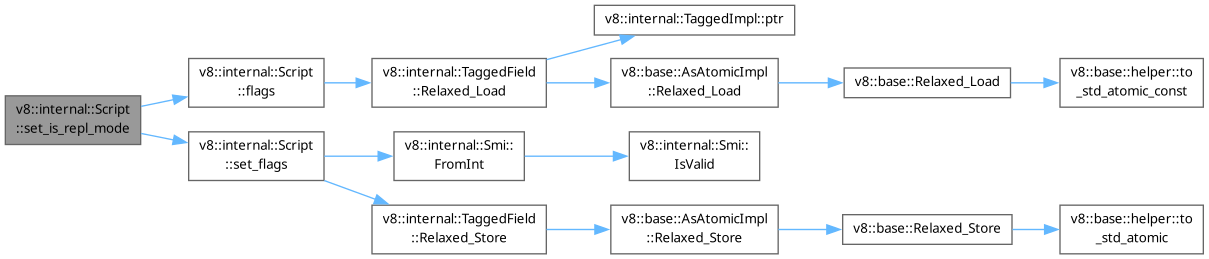 v8::internal::TaggedImpl::ptr
v8::internal::Script
::flags
v8::internal::TaggedField
::Relaxed_Load
v8::base::AsAtomicImpl
::Relaxed_Load
v8::base::Relaxed_Load
v8::base::helper::to
_std_atomic_const
v8::internal::Script
::set_is_repl_mode
v8::internal::Script
::set_flags
v8::internal::Smi::
FromInt
v8::internal::Smi::
IsValid
v8::internal::TaggedField
::Relaxed_Store
v8::base::AsAtomicImpl
::Relaxed_Store
v8::base::Relaxed_Store
v8::base::helper::to
_std_atomic